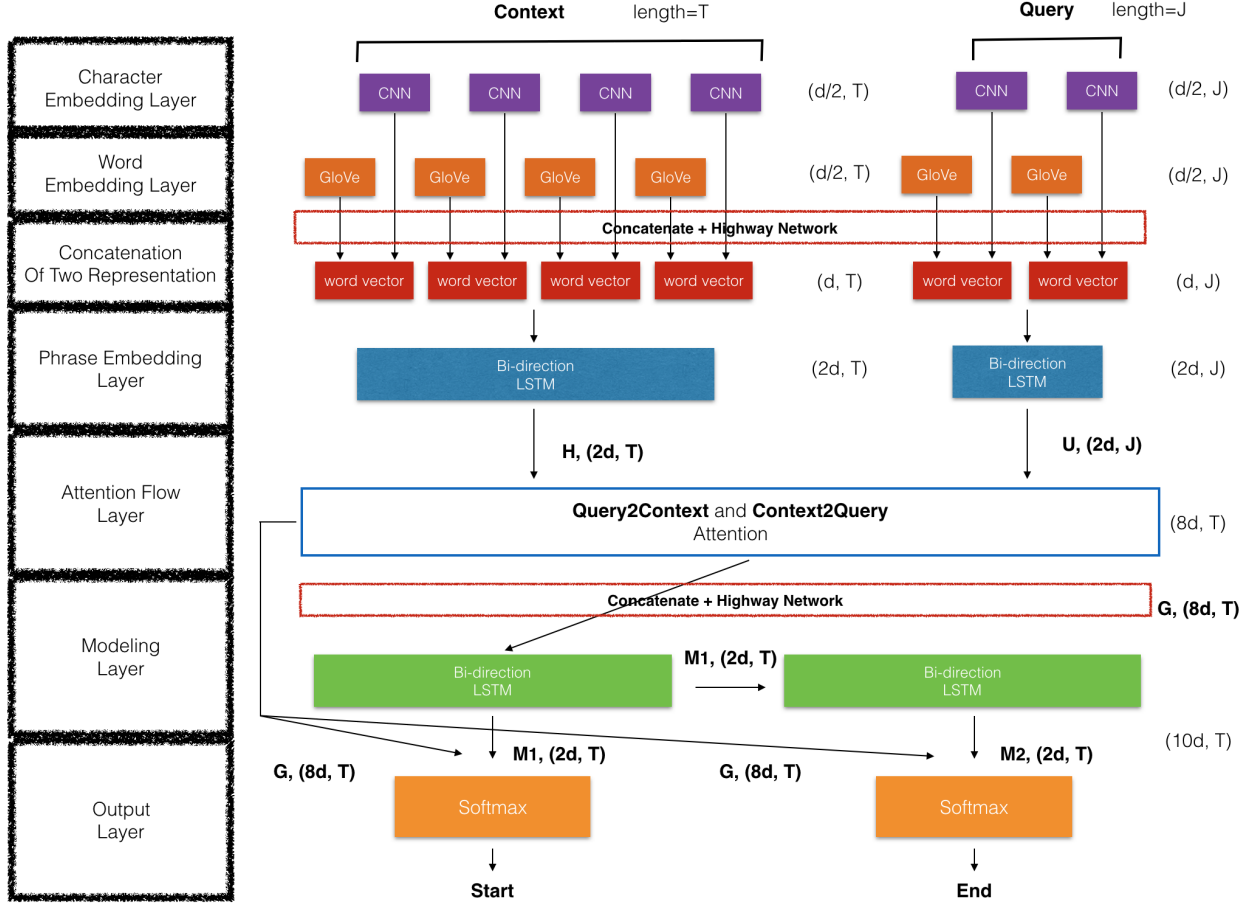 Context length=T
Query length=J
Character
Embedding Layer
CNN CNN CNN CNN (d/2, T)
CNN CNN (d/2, J)
Word
Embedding Layer
GloVe GloVe GloVe GloVe (d/2, T)
GloVe GloVe (d/2, J)
Concatenate + Highway Network
Concatenation
Of Two Representation
word vector word vector word vector word vector (d, T)
word vector word vector (d, J)
Phrase Embedding
Layer
Bi-direction
LSTM
(2d, T)
Bi-direction
LSTM
(2d, J)
H, (2d, T)
U, (2d, J)
Attention Flow
Layer
Query2Context and Context2Query
Attention
(8d, T)
Concatenate + Highway Network
G, (8d, T)
Modeling
Layer
Bi-direction
LSTM
M1, (2d, T)
Bi-direction
LSTM
(10d, T)
G, (8d, T)
M1, (2d, T)
G, (8d, T)
M2, (2d, T)
Output
Layer
Softmax
Softmax
Start
End